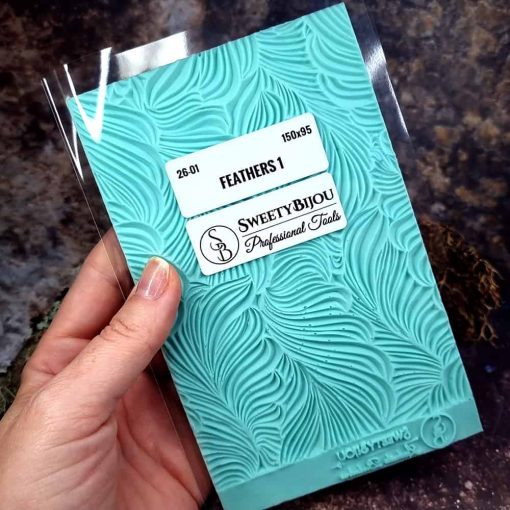 26-01
150x95
FEATHERS 1
SB
SWEETYBIJOU
Professional Tools